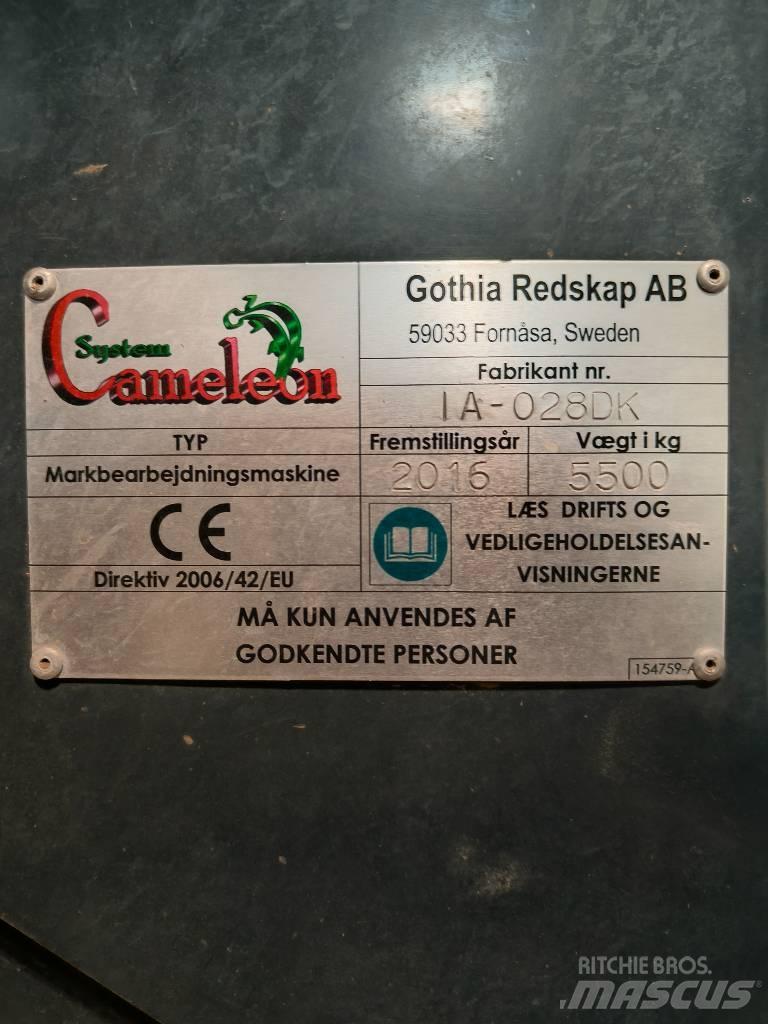 System
Cameleon
Gothia Redskap AB
59033 Fornåsa, Sweden
Fabrikant nr.
IA-028DK
TYP
Markbearbejdningsmaskine
Fremstillingsår
Vægt i kg
2016
5500
CE
Direktiv 2006/42/EU
LÆS DRIFTS OG
VEDLIGEHOLDELSESAN-
VISNINGERNE
MÅ KUN ANVENDES AF
GODKENDTE PERSONER
154759-A
RITCHIE BROS.
MASCUS